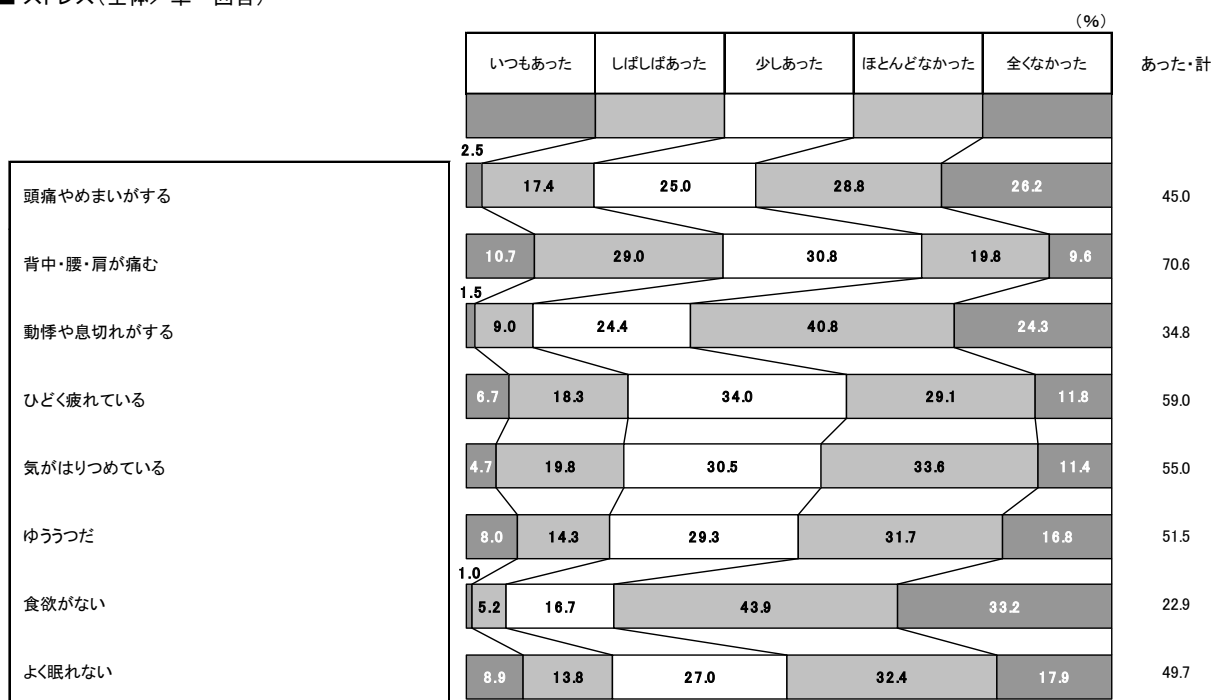 ■ ストレス(全体/単一回答)
(%)
いつもあった しばしばあった 少しあった ほとんどなかった 全くなかった あった・計
2.5
頭痛やめまいがする 17.4 25.0 28.8 26.2 45.0
背中・腰・肩が痛む 10.7 29.0 30.8 19.8 9.6 70.6
1.5
動悸や息切れがする 9.0 24.4 40.8 24.3 34.8
ひどく疲れている 6.7 18.3 34.0 29.1 11.8 59.0
気がはりつめている 4.7 19.8 30.5 33.6 11.4 55.0
ゆううつだ 8.0 14.3 29.3 31.7 16.8 51.5
1.0
食欲がない 5.2 16.7 43.9 33.2 22.9
よく眠れない 8.9 13.8 27.0 32.4 17.9 49.7